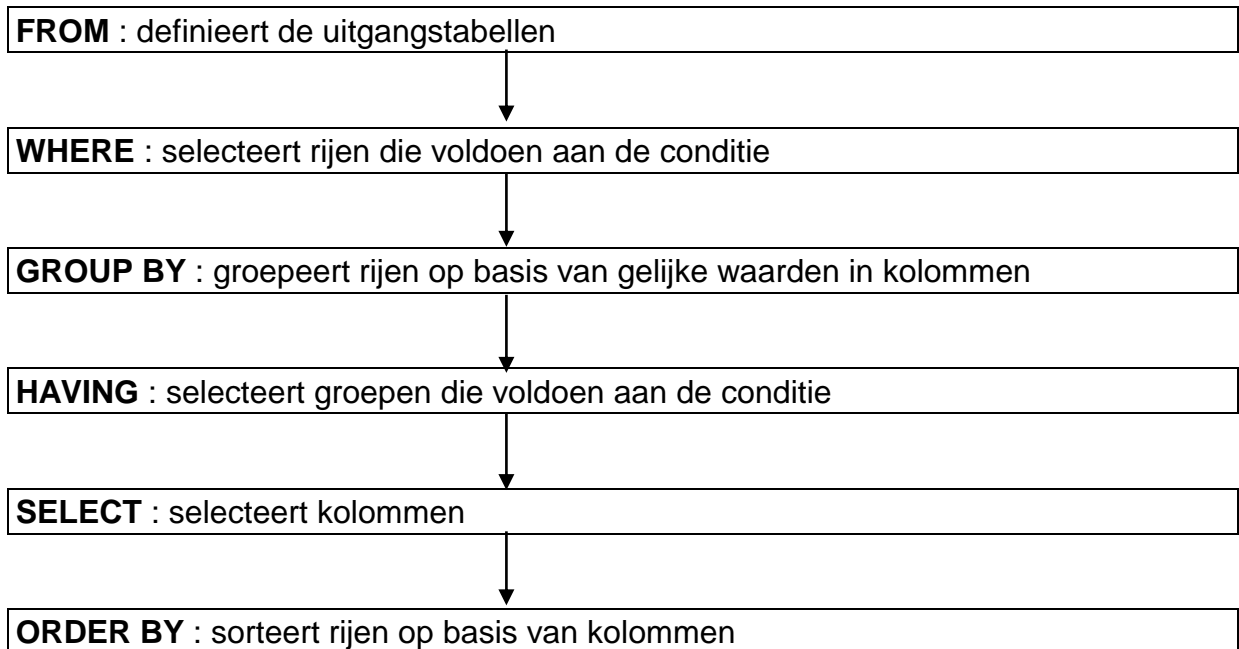 FROM : definieert de uitgangstabellen
WHERE : selecteert rijen die voldoen aan de conditie
GROUP BY : groepeert rijen op basis van gelijke waarden in kolommen
HAVING : selecteert groepen die voldoen aan de conditie
SELECT : selecteert kolommen
ORDER BY : sorteert rijen op basis van kolommen